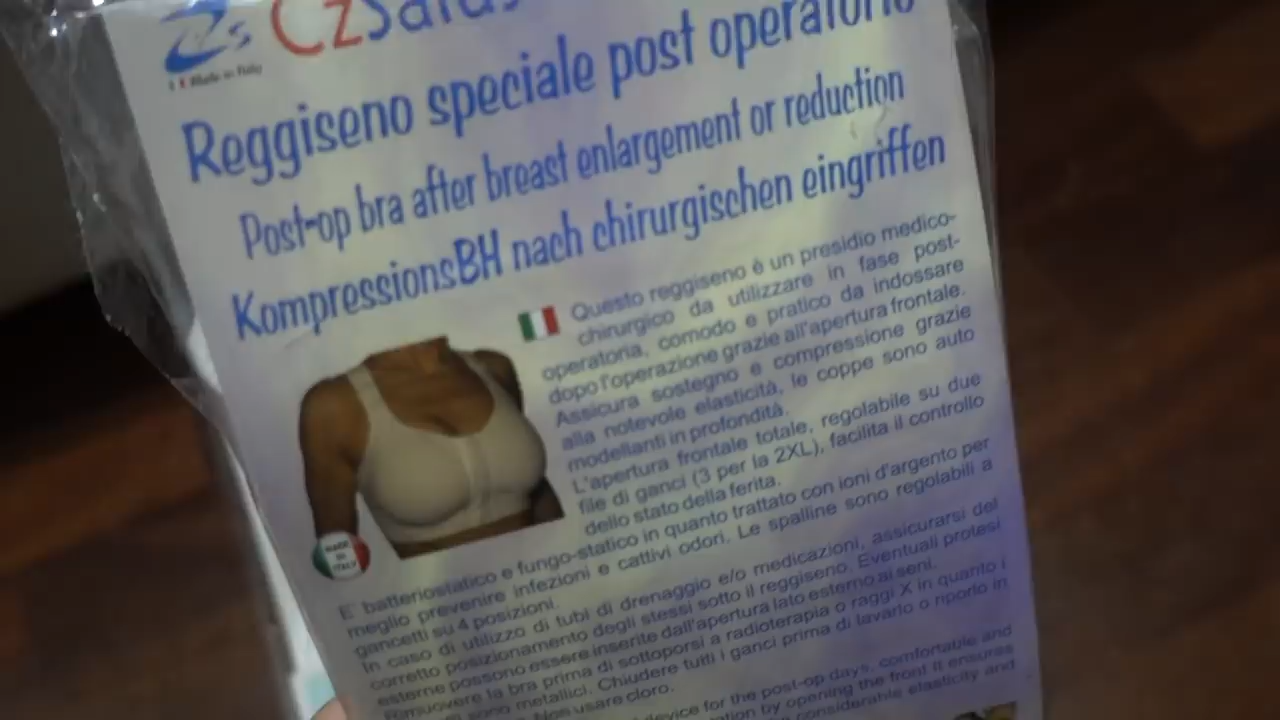 CzSalus
Made in Italy
Reggiseno speciale post operatorio
Post-op bra after breast enlargement or reduction
KompressionsBH nach chirurgischen eingriffen
Questo reggiseno è un presidio medico-
chirurgico da utilizzare in fase post-
operatoria, comodo e pratico da indossare
dopo l'operazione grazie all'apertura frontale.
Assicura sostegno e compressione grazie
alla notevole elasticità, le coppe sono auto
modellanti in profondità.
L'apertura frontale totale, regolabile su due
file di ganci (3 per la 2XL), facilita il controllo
dello stato della ferita.
E' batteriostatico e fungo-statico in quanto trattato con ioni d'argento per
meglio prevenire infezioni e cattivi odori. Le spalline sono regolabili a
gancetti su 4 posizioni.
In caso di utilizzo di tubi di drenaggio e/o medicazioni, assicurarsi del
corretto posizionamento degli stessi sotto il reggiseno. Eventuali protesi
esterne possono essere inserite dall'apertura lato esterno ai seni.
Rimuovere la bra prima di sottoporsi a radioterapia o raggi X in quanto i
sono metallici. Chiudere tutti i ganci prima di lavarlo o riporlo in
Non usare cloro.
device for the post-op days, comfortable and
by opening the front It ensures
considerable elasticity and
MADE
IN
ITALY